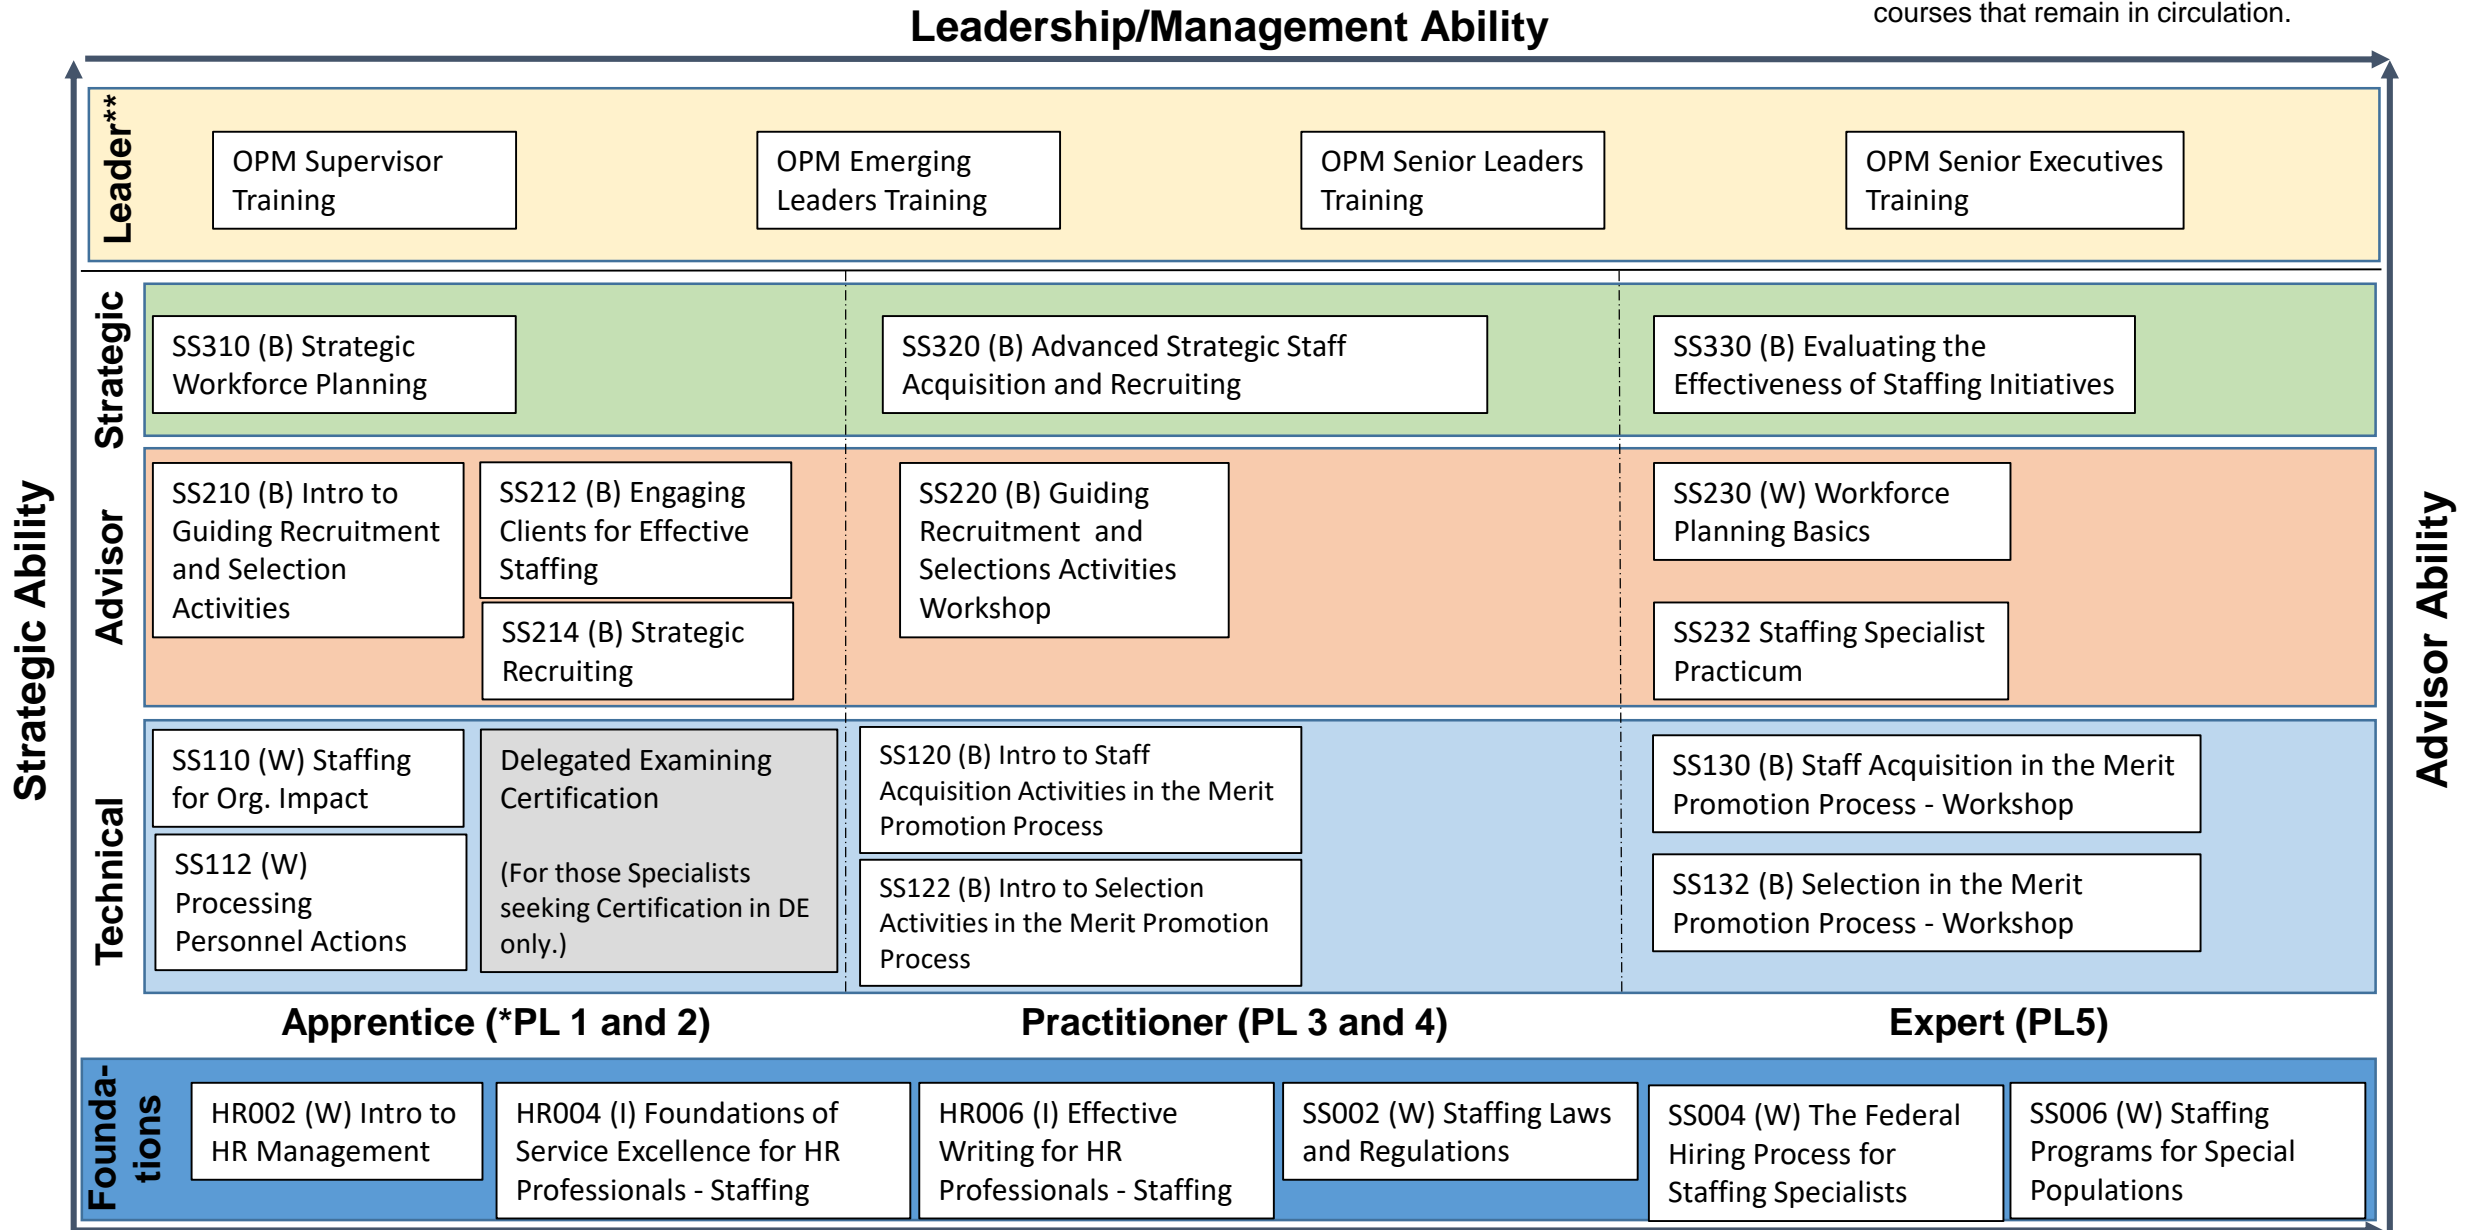 courses that remain in circulation.
Leadership/Management Ability
Strategic Ability
Advisor Ability
Leader**
OPM Supervisor
Training
OPM Emerging
Leaders Training
OPM Senior Leaders
Training
OPM Senior Executives
Training
Strategic
SS310 (B) Strategic
Workforce Planning
SS320 (B) Advanced Strategic Staff
Acquisition and Recruiting
SS330 (B) Evaluating the
Effectiveness of Staffing Initiatives
Advisor
SS210 (B) Intro to
Guiding Recruitment
and Selection
Activities
SS212 (B) Engaging
Clients for Effective
Staffing
SS214 (B) Strategic
Recruiting
SS220 (B) Guiding
Recruitment  and
Selections Activities
Workshop
SS230 (W) Workforce
Planning Basics
SS232 Staffing Specialist
Practicum
Technical
SS110 (W) Staffing
for Org. Impact
SS112 (W)
Processing
Personnel Actions
Delegated Examining
Certification
(For those Specialists
seeking Certification in DE
only.)
SS120 (B) Intro to Staff
Acquisition Activities in the Merit
Promotion Process
SS122 (B) Intro to Selection
Activities in the Merit Promotion
Process
SS130 (B) Staff Acquisition in the Merit
Promotion Process - Workshop
SS132 (B) Selection in the Merit
Promotion Process - Workshop
Apprentice (*PL 1 and 2)
Practitioner (PL 3 and 4)
Expert (PL5)
Founda-
tions
HR002 (W) Intro to
HR Management
HR004 (I) Foundations of
Service Excellence for HR
Professionals - Staffing
HR006 (I) Effective
Writing for HR
Professionals - Staffing
SS002 (W) Staffing Laws
and Regulations
SS004 (W) The Federal
Hiring Process for
Staffing Specialists
SS006 (W) Staffing
Programs for Special
Populations